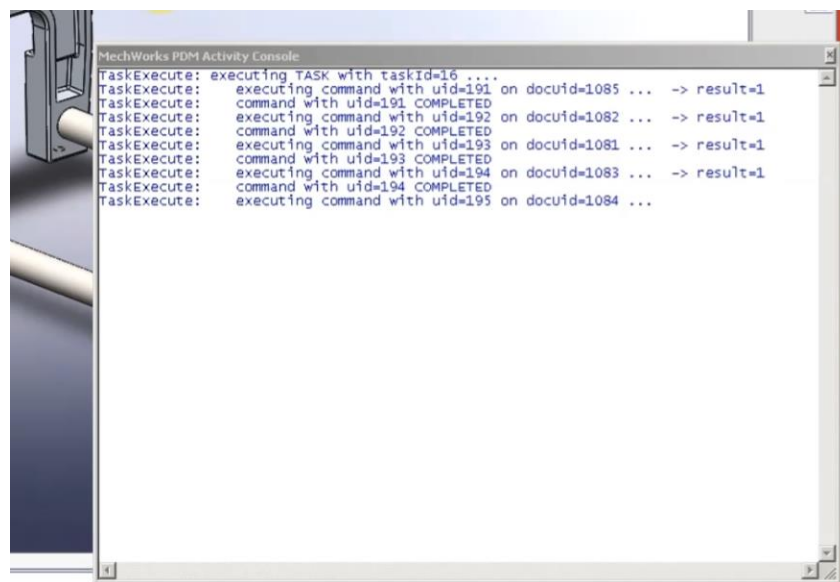 MechWorks PDM Activity Console
TaskExecute: executing TASK with taskId=16 ....
TaskExecute: executing command with uid=191 on docuid=1085 ... -> result=1
TaskExecute: command with uid=191 COMPLETED
TaskExecute: executing command with uid=192 on docuid=1082 ... -> result=1
TaskExecute: command with uid=192 COMPLETED
TaskExecute: executing command with uid=193 on docuid=1081 ... -> result=1
TaskExecute: command with uid=193 COMPLETED
TaskExecute: executing command with uid=194 on docuid=1083 ... -> result=1
TaskExecute: command with uid=194 COMPLETED
TaskExecute: executing command with uid=195 on docuid=1084 ...